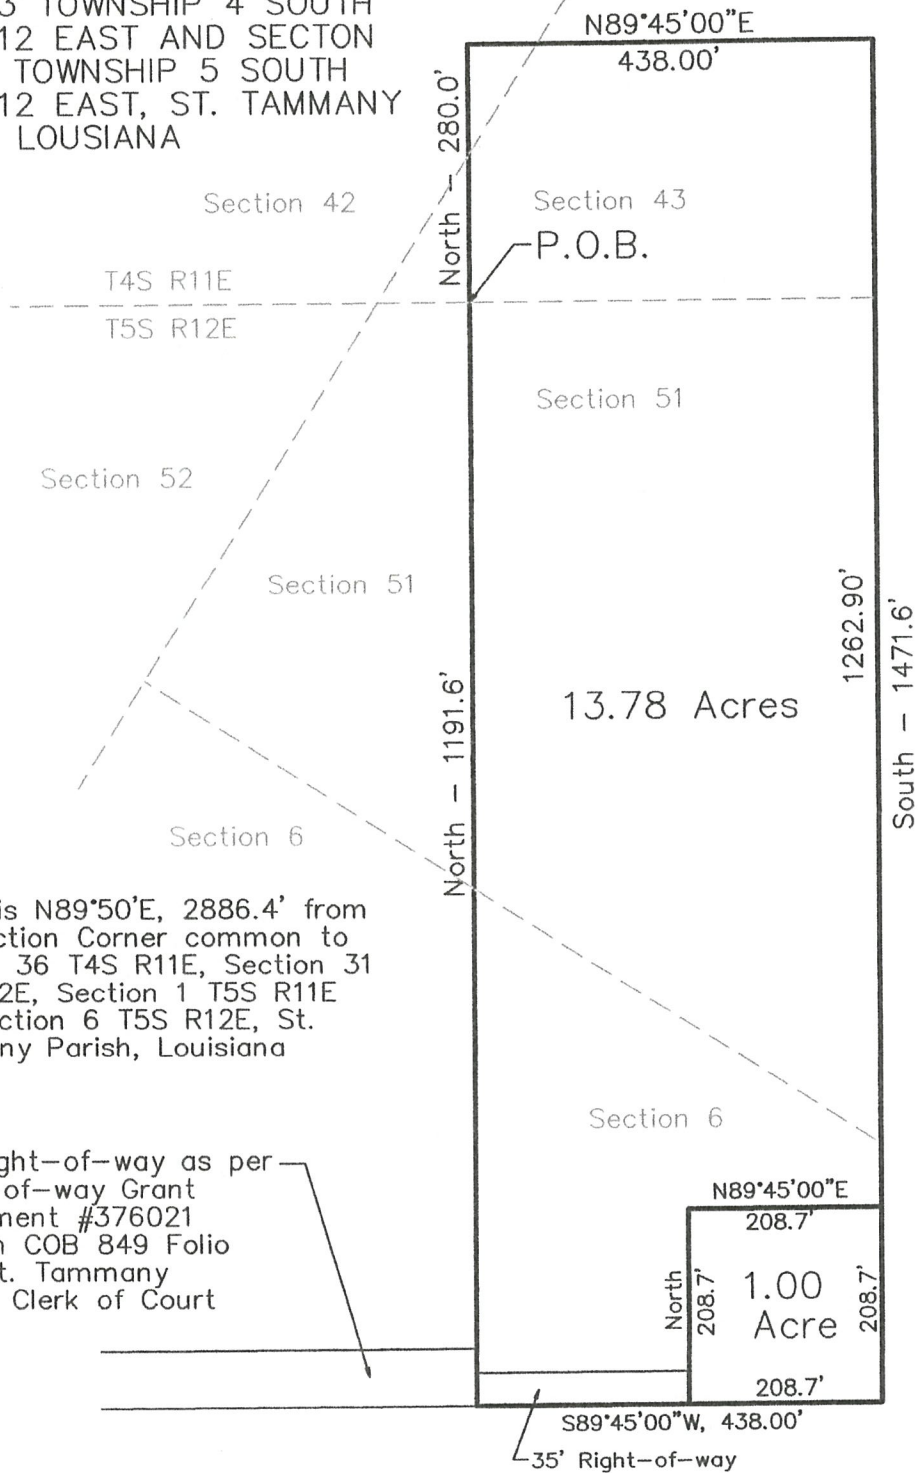 3 TOWNSHIP 4 SOUTH
12 EAST AND SECTON
TOWNSHIP 5 SOUTH
12 EAST, ST. TAMMANY
LOUSIANA
N89°45'00"E
438.00'
North - 280.0'
Section 42
Section 43
P.O.B.
T4S R11E
T5S R12E
Section 51
Section 52
Section 51
1262.90'
South - 1471.6'
North - 1191.6'
13.78 Acres
Section 6
is N89°50'E, 2886.4' from
ction Corner common to
36 T4S R11E, Section 31
2E, Section 1 T5S R11E
ction 6 T5S R12E, St.
ny Parish, Louisiana
Section 6
ght-of-way as per
of-way Grant
ment #376021
n COB 849 Folio
t. Tammany
Clerk of Court
N89°45'00"E
208.7'
North
208.7'
1.00
Acre
208.7'
208.7'
S89°45'00"W, 438.00'
35' Right-of-way